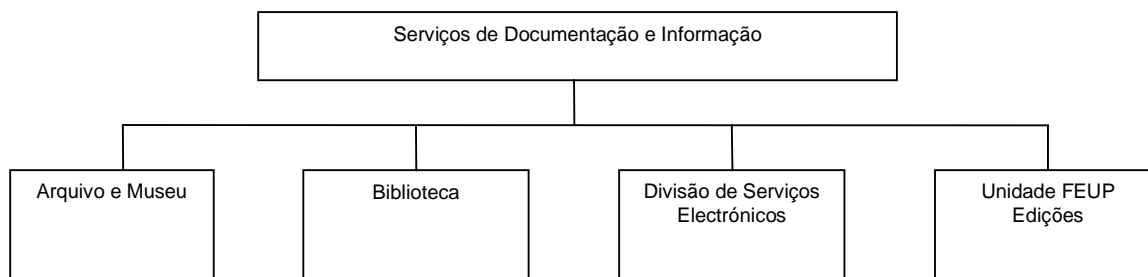 Serviços de Documentação e Informação
Arquivo e Museu
Biblioteca
Divisão de Serviços
Electrónicos
Unidade FEUP
Edições